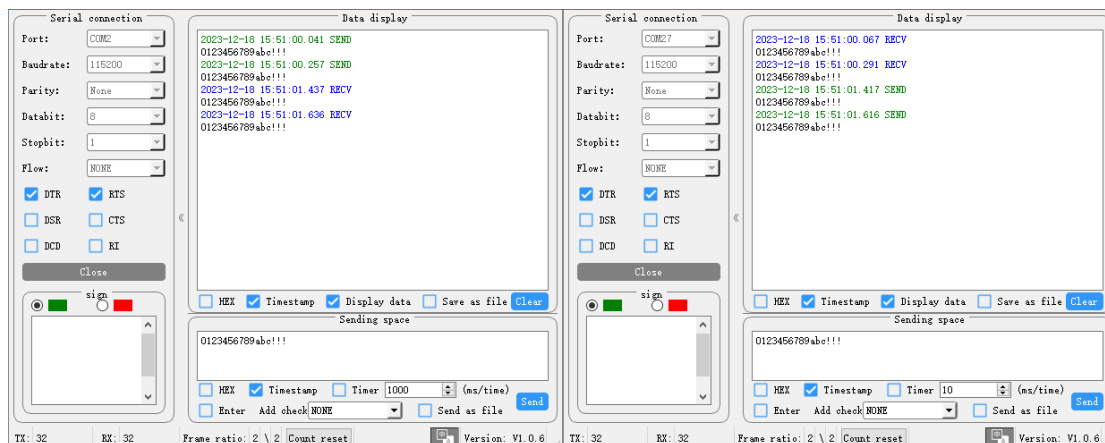 Serial connection
Port: COM2
Baudrate: 115200
Parity: None
Databit: 8
Stopbit: 1
Flow: NONE
DTR RTS
DSR CTS
DCD RI
Close
sign
Data display
2023-12-18 15:51:00.041 SEND
0123456789abc!!!
2023-12-18 15:51:00.257 SEND
0123456789abc!!!
2023-12-18 15:51:01.437 RECV
0123456789abc!!!
2023-12-18 15:51:01.636 RECV
0123456789abc!!!
HEX Timestamp Display data Save as file Clear
Sending space
0123456789abc!!!
HEX Timestamp Timer 1000 (ms/time)
Enter Add check NONE Send as file Send
TX: 32 RX: 32 Frame ratio: 2 \ 2 Count reset Version: V1.0.6
Serial connection
Port: COM27
Baudrate: 115200
Parity: None
Databit: 8
Stopbit: 1
Flow: NONE
DTR RTS
DSR CTS
DCD RI
Close
sign
Data display
2023-12-18 15:51:00.067 RECV
0123456789abc!!!
2023-12-18 15:51:00.291 RECV
0123456789abc!!!
2023-12-18 15:51:01.417 SEND
0123456789abc!!!
2023-12-18 15:51:01.616 SEND
0123456789abc!!!
HEX Timestamp Display data Save as file Clear
Sending space
0123456789abc!!!
HEX Timestamp Timer 10 (ms/time)
Enter Add check NONE Send as file Send
TX: 32 RX: 32 Frame ratio: 2 \ 2 Count reset Version: V1.0.6